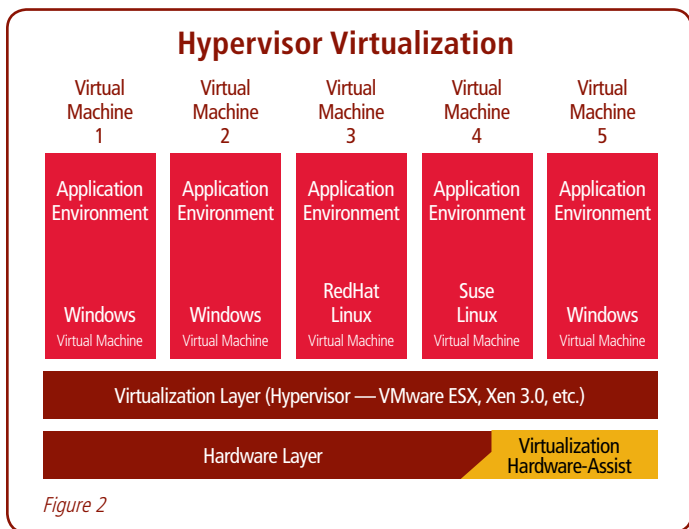 Hypervisor Virtualization
Virtual
Machine
1
Virtual
Machine
2
Virtual
Machine
3
Virtual
Machine
4
Virtual
Machine
5
Application
Environment
Windows
Virtual Machine
Application
Environment
Windows
Virtual Machine
Application
Environment
RedHat
Linux
Virtual Machine
Application
Environment
Suse
Linux
Virtual Machine
Application
Environment
Windows
Virtual Machine
Virtualization Layer (Hypervisor — VMware ESX, Xen 3.0, etc.)
Hardware Layer
Virtualization
Hardware-Assist
Figure 2